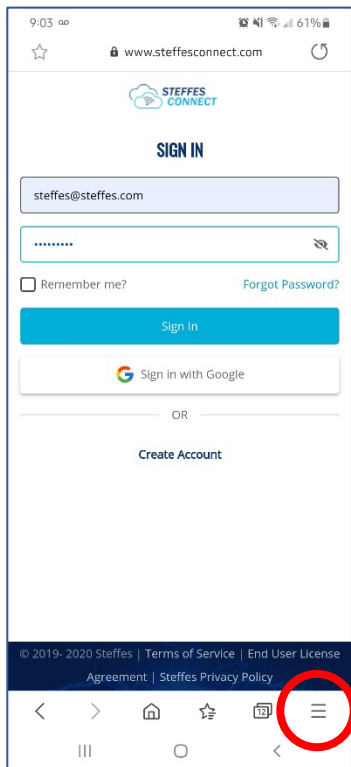 9:03 61%
www.steffesconnect.com
STEFFES
CONNECT
SIGN IN
steffes@steffes.com
•••••••••
Remember me? Forgot Password?
Sign In
G Sign in with Google
OR
Create Account
© 2019- 2020 Steffes | Terms of Service | End User License
Agreement | Steffes Privacy Policy
12